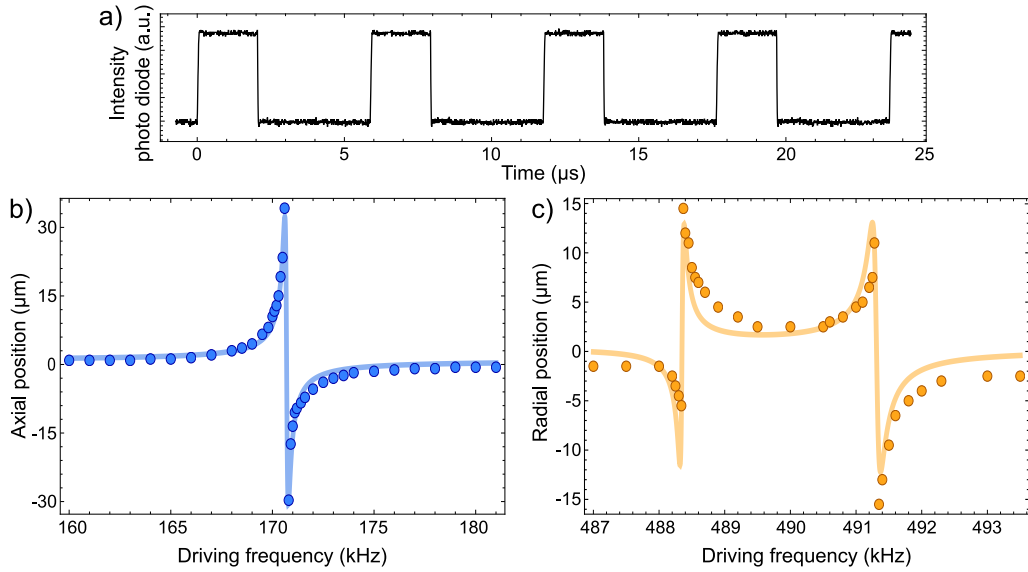 a)
Intensity
photo diode (a.u.)
0 5 10 15 20 25
Time (µs)
b)
Axial position (µm)
30
15
0
-15
-30
160 165 170 175 180
Driving frequency (kHz)
c)
Radial position (µm)
15
10
5
0
-5
-10
-15
487 488 489 490 491 492 493
Driving frequency (kHz)